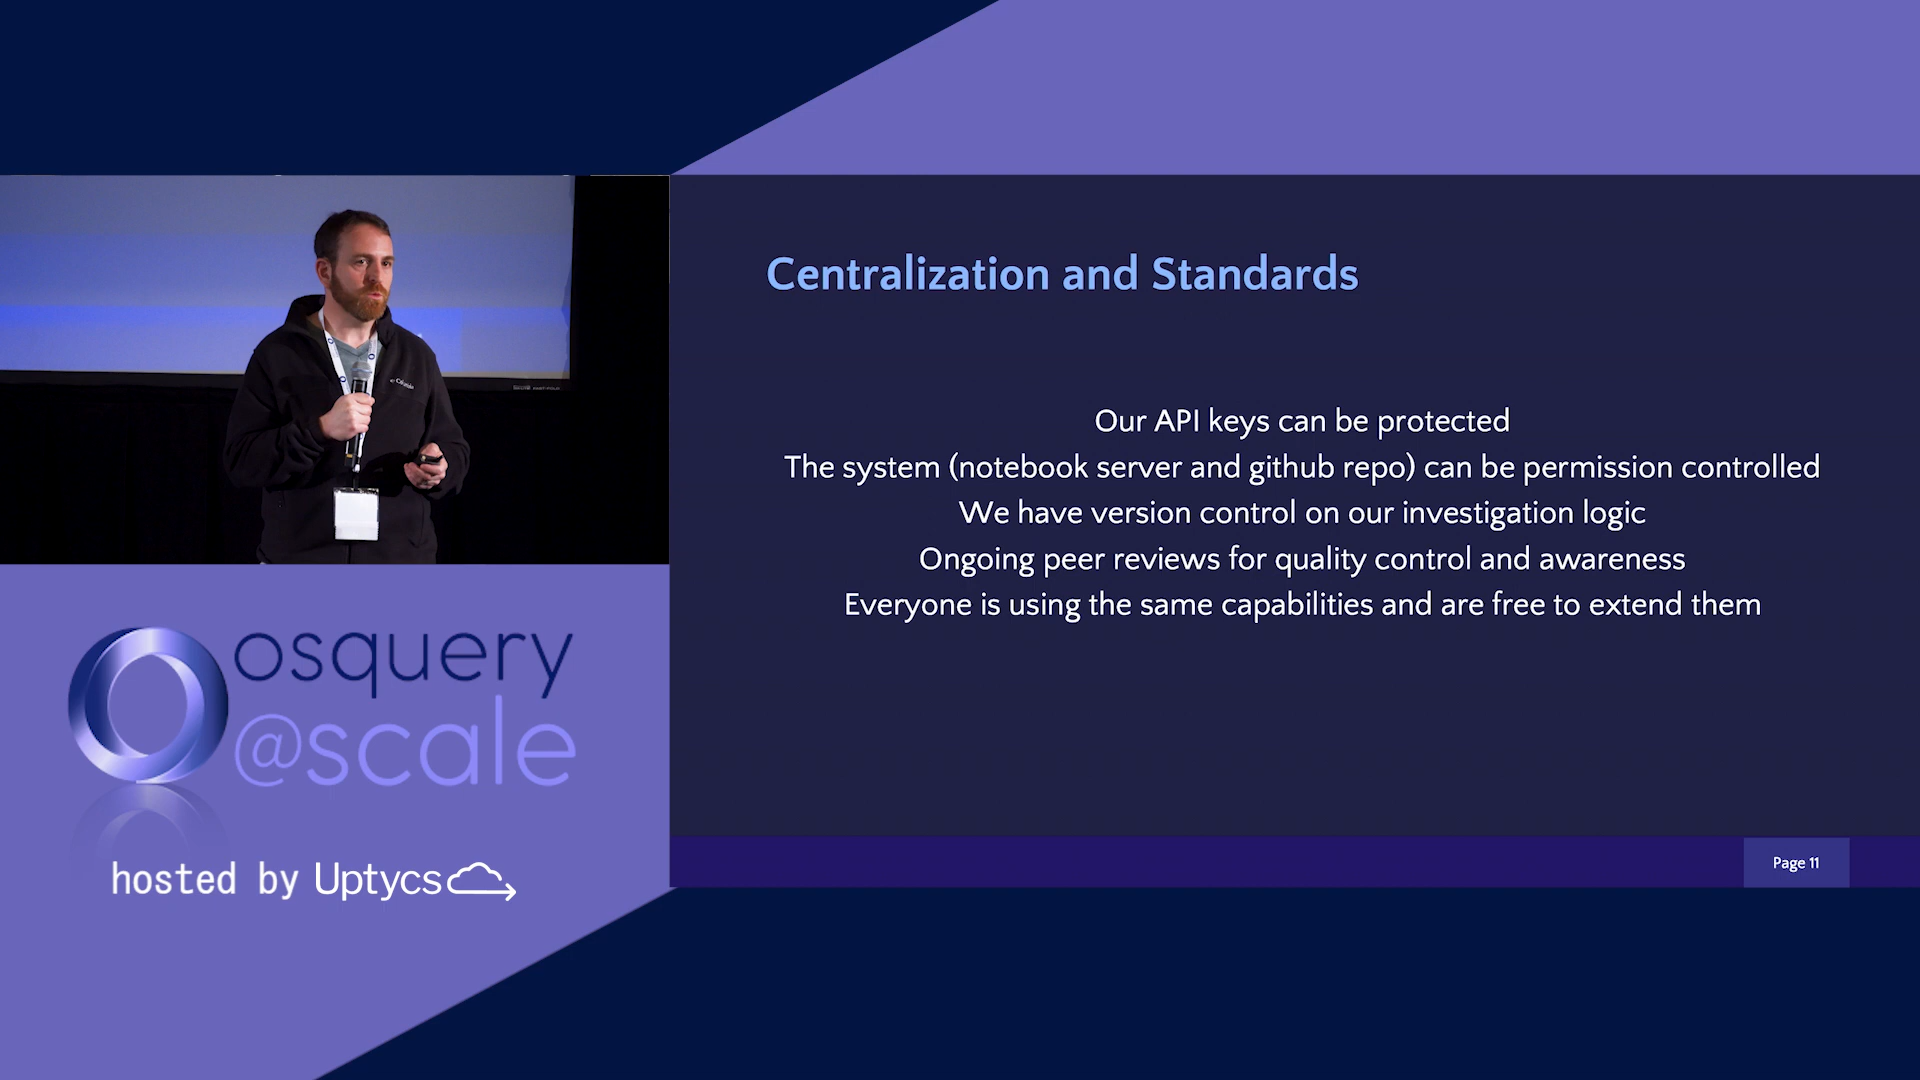 Centralization and Standards
Our API keys can be protected
The system (notebook server and github repo) can be permission controlled
We have version control on our investigation logic
Ongoing peer reviews for quality control and awareness
Everyone is using the same capabilities and are free to extend them
Page 11
Columbia
osquery
@scale
hosted by Uptycs